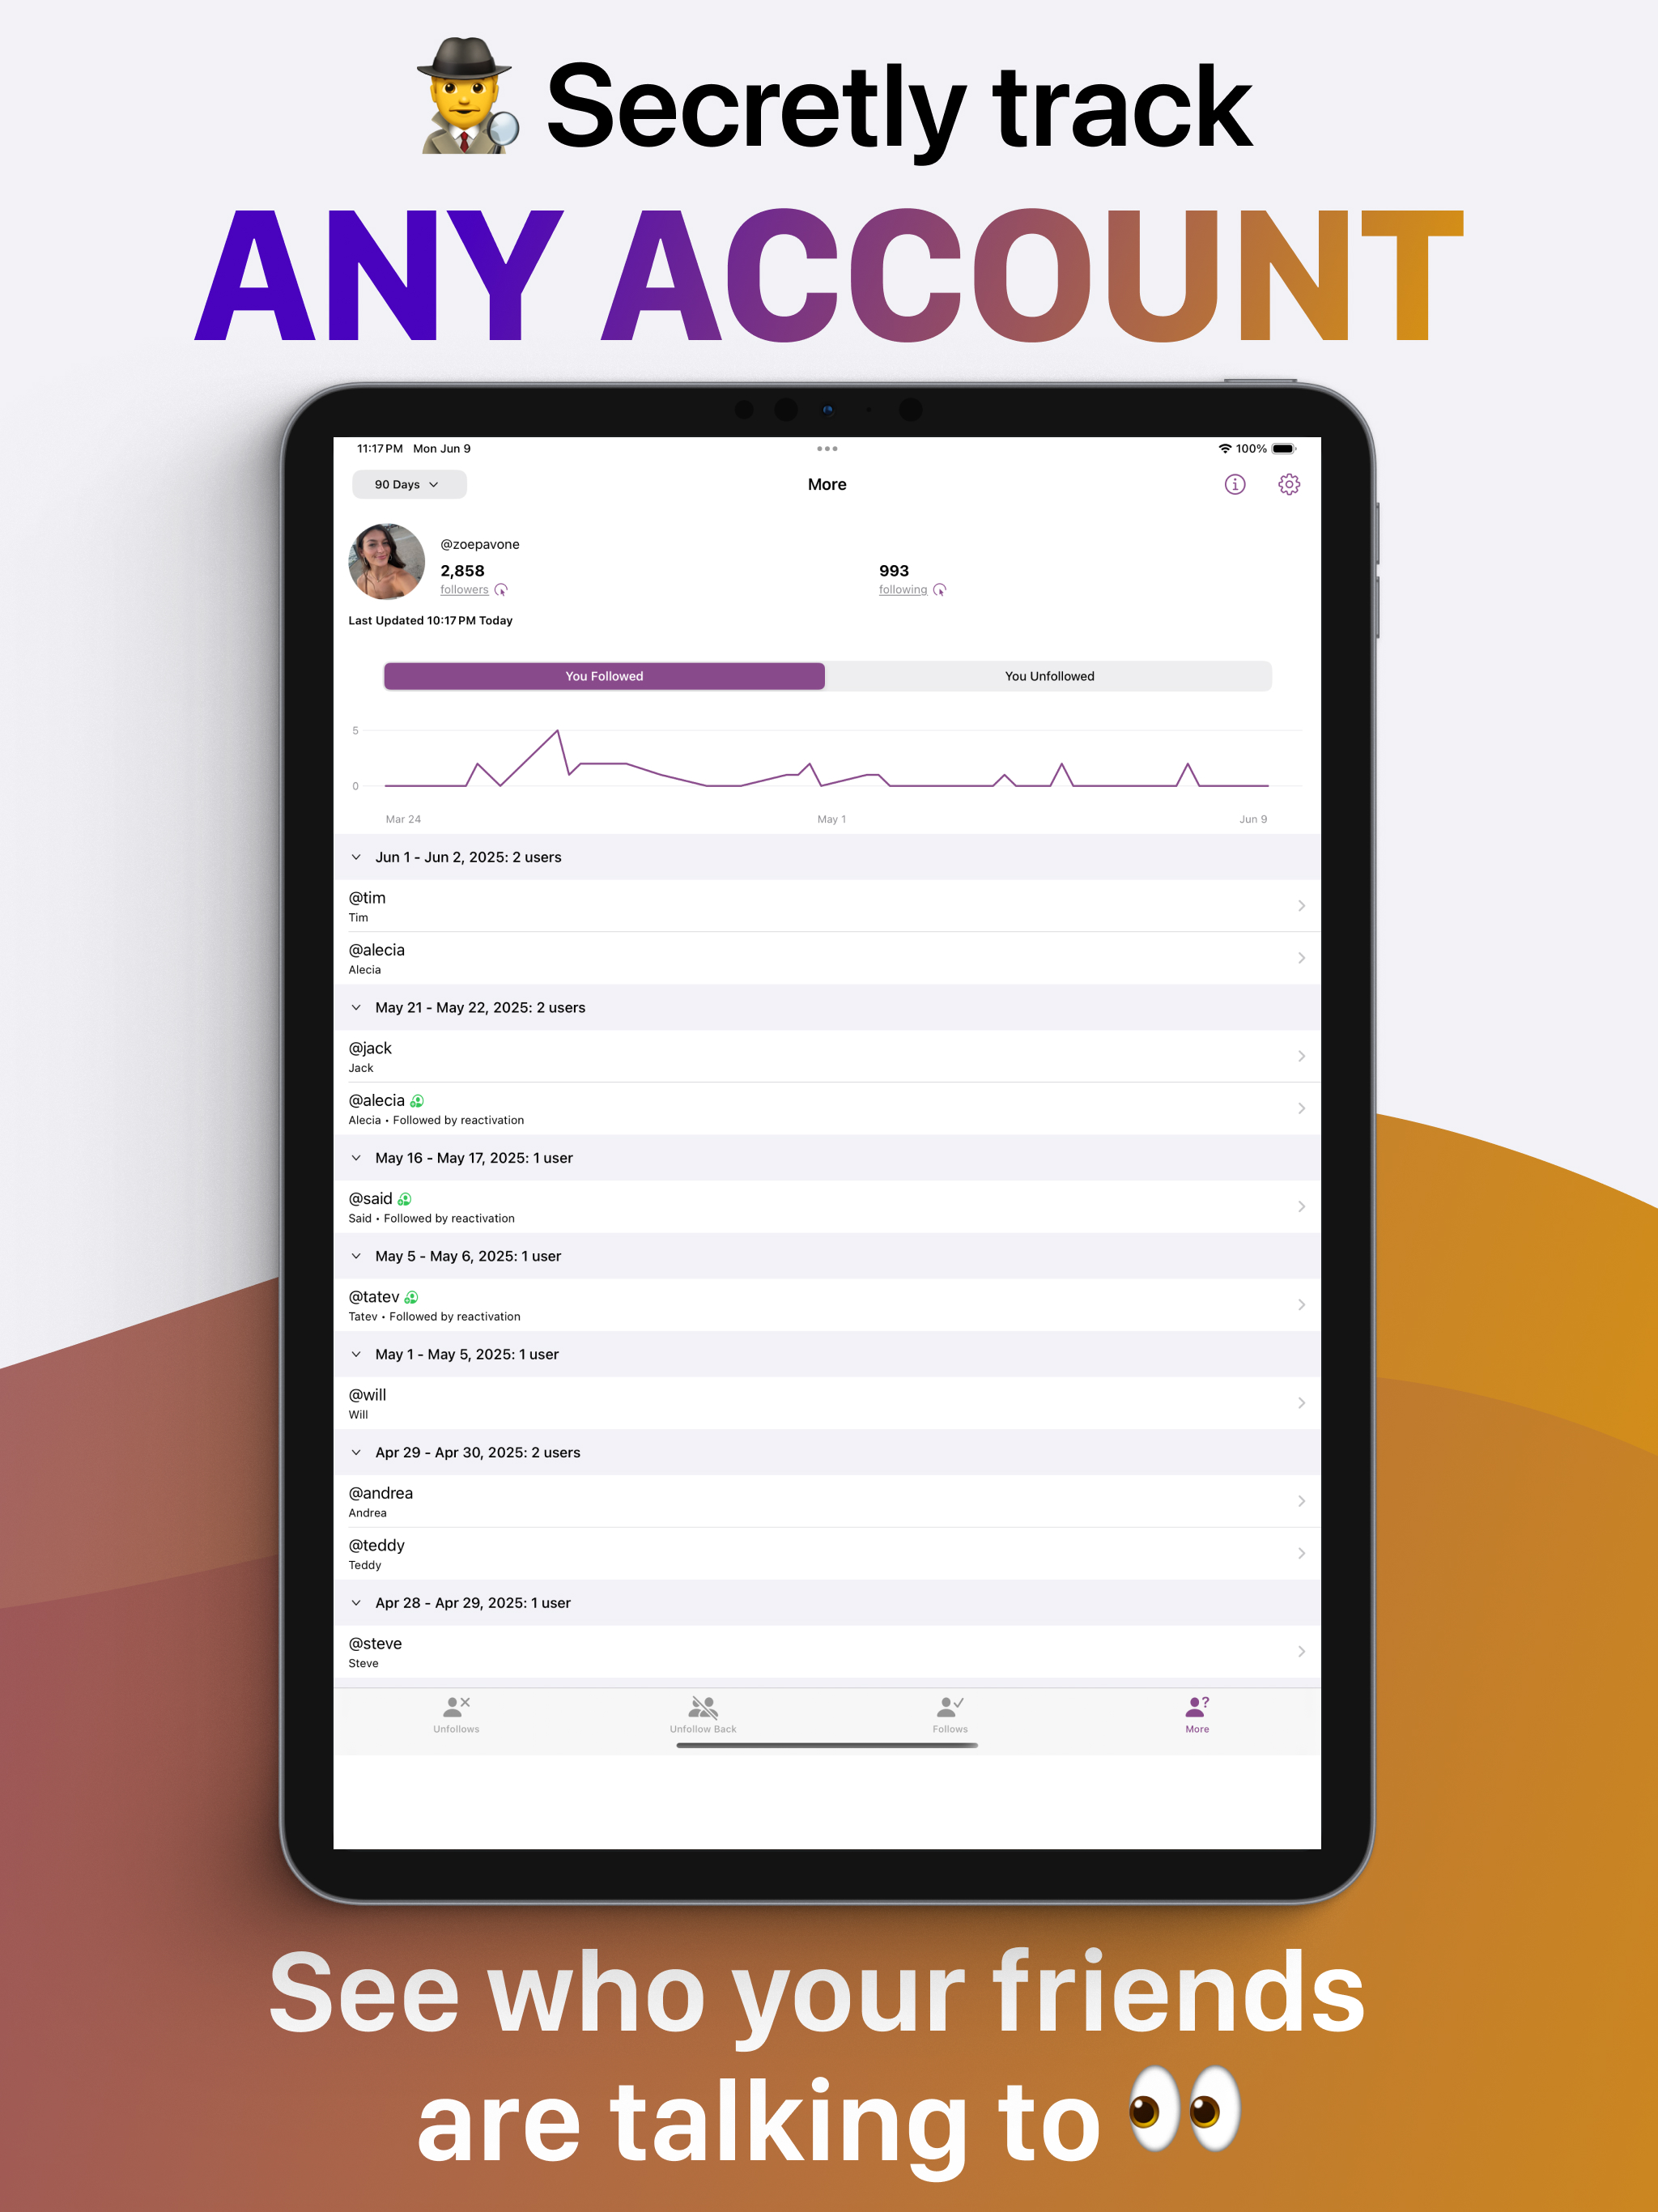 Secretly track
ANY ACCOUNT
11:17 PM Mon Jun 9
100%
90 Days
More
@zoepavone
2,858
993
followers
following
Last Updated 10:17 PM Today
You Followed
You Unfollowed
5
0
Mar 24
May 1
Jun 9
Jun 1 - Jun 2, 2025: 2 users
@tim
Tim
@alecia
Alecia
May 21 - May 22, 2025: 2 users
@jack
Jack
@alecia
Alecia • Followed by reactivation
May 16 - May 17, 2025: 1 user
@said
Said • Followed by reactivation
May 5 - May 6, 2025: 1 user
@tatev
Tatev • Followed by reactivation
May 1 - May 5, 2025: 1 user
@will
Will
Apr 29 - Apr 30, 2025: 2 users
@andrea
Andrea
@teddy
Teddy
Apr 28 - Apr 29, 2025: 1 user
@steve
Steve
Unfollows
Unfollow Back
Follows
More
See who your friends
are talking to